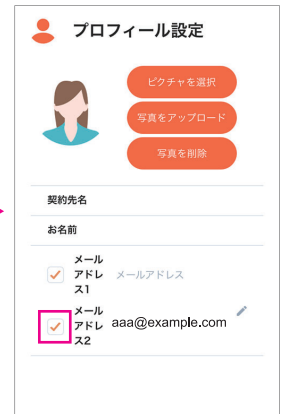 プロフィール設定
ピクチャを選択
写真をアップロード
写真を削除
契約先名
お名前
メール
アドレ
ス1
メールアドレス
メール
アドレ
ス2
aaa@example.com